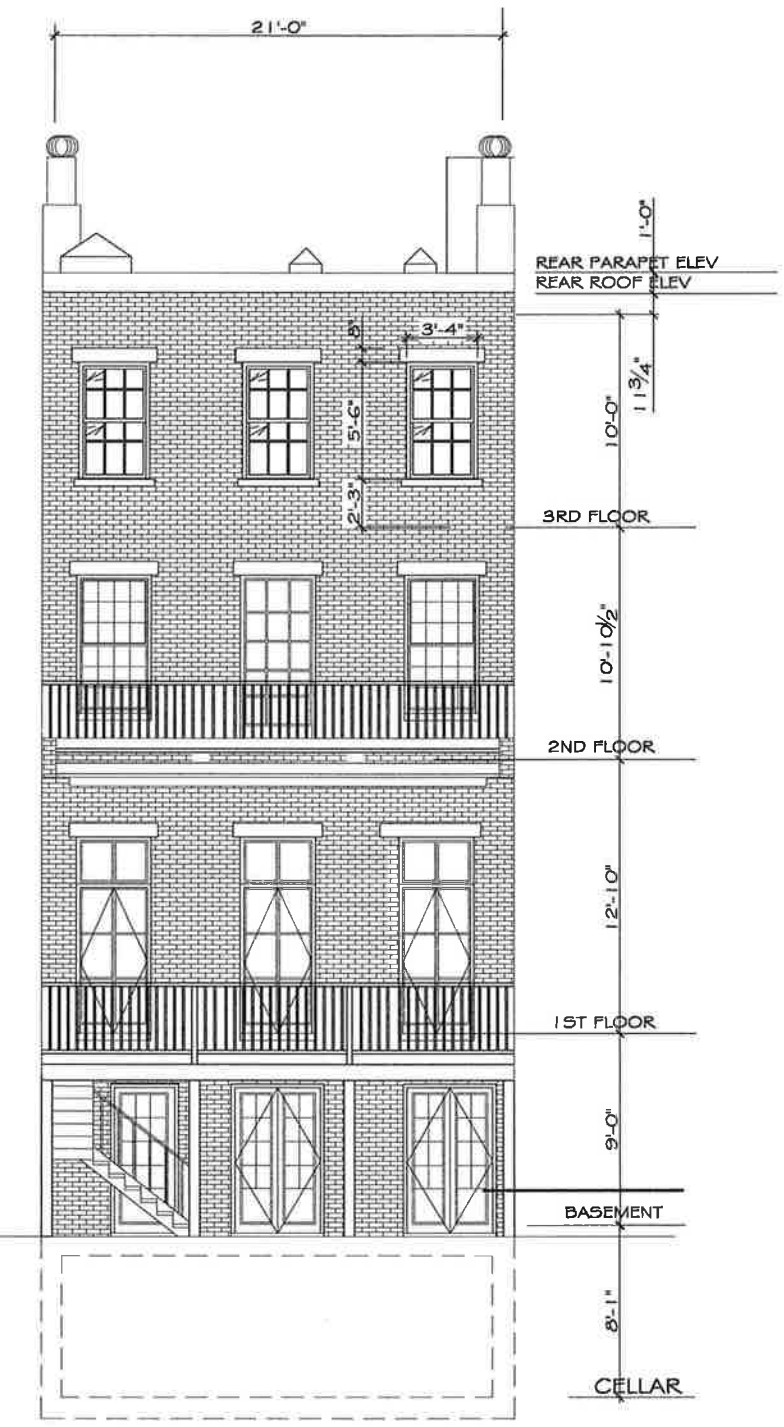 21'-0"
1'-0"
REAR PARAPET ELEV
REAR ROOF ELEV
8"
3'-4"
11 3/4"
5'-6"
10'-0"
2'-3"
3RD FLOOR
10'-10 1/2"
2ND FLOOR
12'-10"
1ST FLOOR
9'-0"
BASEMENT
8'-1"
CELLAR